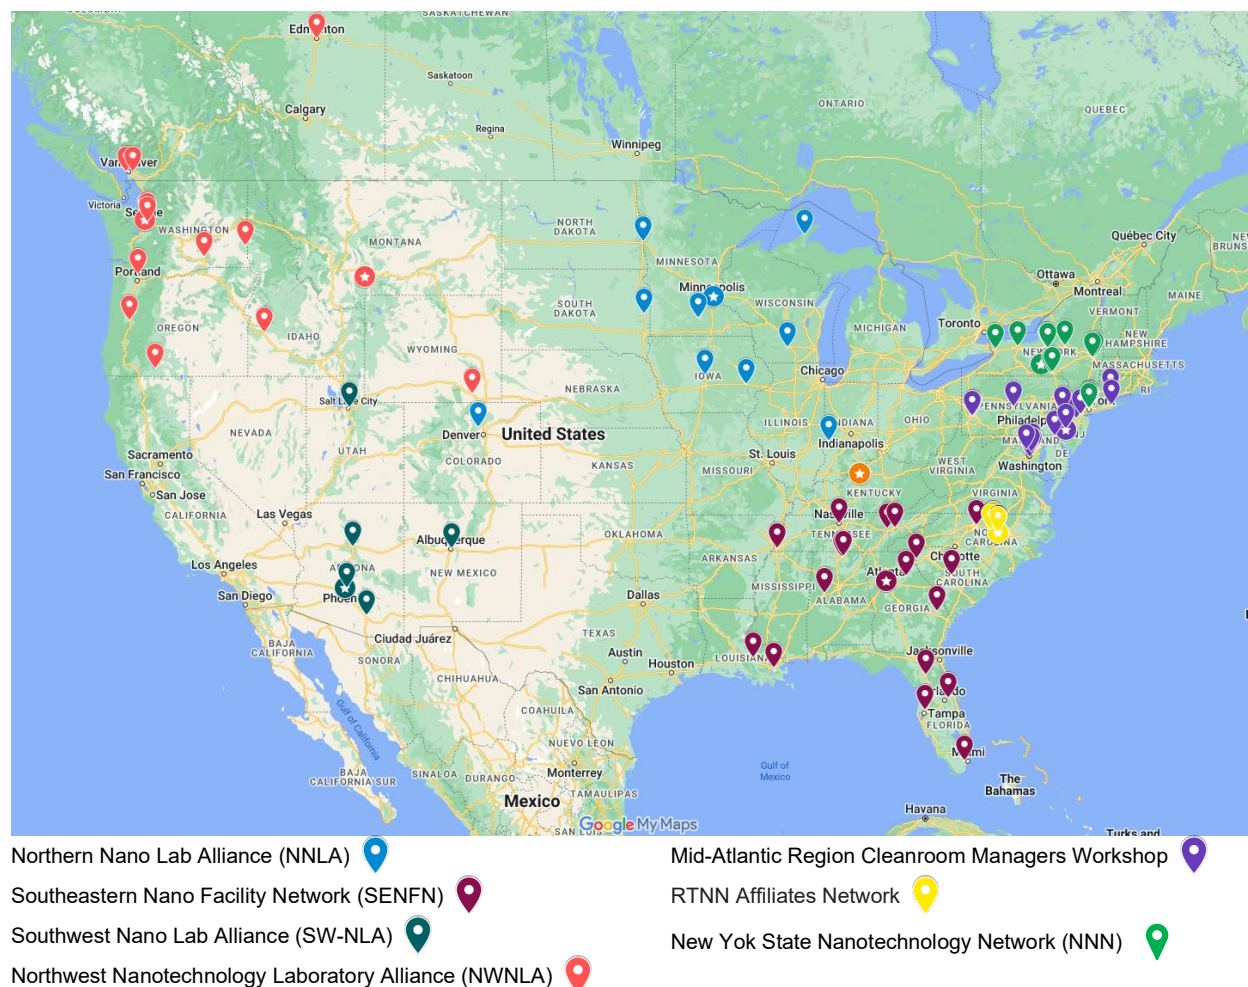 COLUMBIA
SASKATCHEWAN
Edmonton
Saskatoon
Calgary
Regina
Winnipeg
ONTARIO
QUEBEC
Victoria
WASHINGTON
MONTANA
NORTH
DAKOTA
MINNESOTA
Minneapolis
WISCONSIN
Québec City
NEW
BRUNS
Ottawa
Montreal
MAINE
Portland
OREGON
IDAHO
SOUTH
DAKOTA
WYOMING
MICHIGAN
Toronto
VERMONT
NEW
HAMPSHIRE
MASSACHUSETTS
RI
IOWA
Chicago
NEBRASKA
PENNSYLVANIA
Salt Lake City
NEVADA
UTAH
Denver
COLORADO
United States
KANSAS
ILLINOIS
INDIANA
Indianapolis
OHIO
St. Louis
MISSOURI
WEST
VIRGINIA
DE
Washington
Sacramento
San Francisco
San Jose
CALIFORNIA
Las Vegas
KENTUCKY
VIRGINIA
Nashville
TENNESSEE
CAROLINA
Charlotte
Los Angeles
San Diego
Albuquerque
NEW MEXICO
OKLAHOMA
ARKANSAS
MISSISSIPPI
ALABAMA
SOUTH
CAROLINA
GEORGIA
Dallas
TEXAS
Austin
Houston
San Antonio
LOUISIANA
Jacksonville
Ciudad Juárez
BAJA
CALIFORNIA
SONORA
CHIHUAHUA
COAHUILA
Gulf of California
Tampa
FLORIDA
Miami
NUEVO LEON
Monterrey
Gulf of
Mexico
The
Bahamas
BAJA
CALIFORNIA SUR
SINALOA
DURANGO
TAMAULIPAS
Mexico
Havana
SAN LUIS
Google My Maps
Turks and
Northern Nano Lab Alliance (NNLA)
Southeastern Nano Facility Network (SENFN)
Southwest Nano Lab Alliance (SW-NLA)
Northwest Nanotechnology Laboratory Alliance (NWNLA)
Mid-Atlantic Region Cleanroom Managers Workshop
RTNN Affiliates Network
New Yok State Nanotechnology Network (NNN)